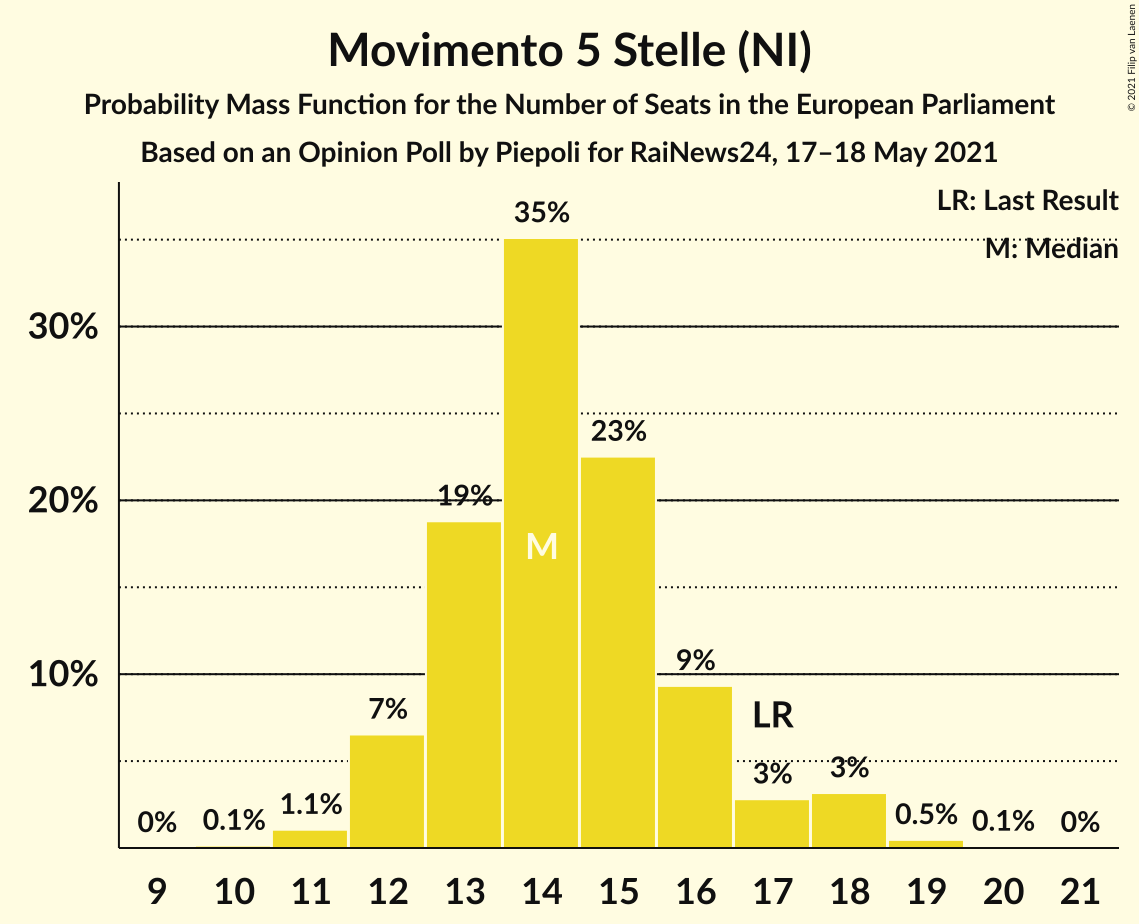 © 2021 Filip van Laenen
Movimento 5 Stelle (NI)
Probability Mass Function for the Number of Seats in the European Parliament
Based on an Opinion Poll by Piepoli for RaiNews24, 17–18 May 2021
LR: Last Result
M: Median
35%
30%
23%
20%
19%
M
10%
9%
7%
LR
3%
3%
1.1%
0.5%
0%
0.1%
0.1%
0%
9 10 11 12 13 14 15 16 17 18 19 20 21